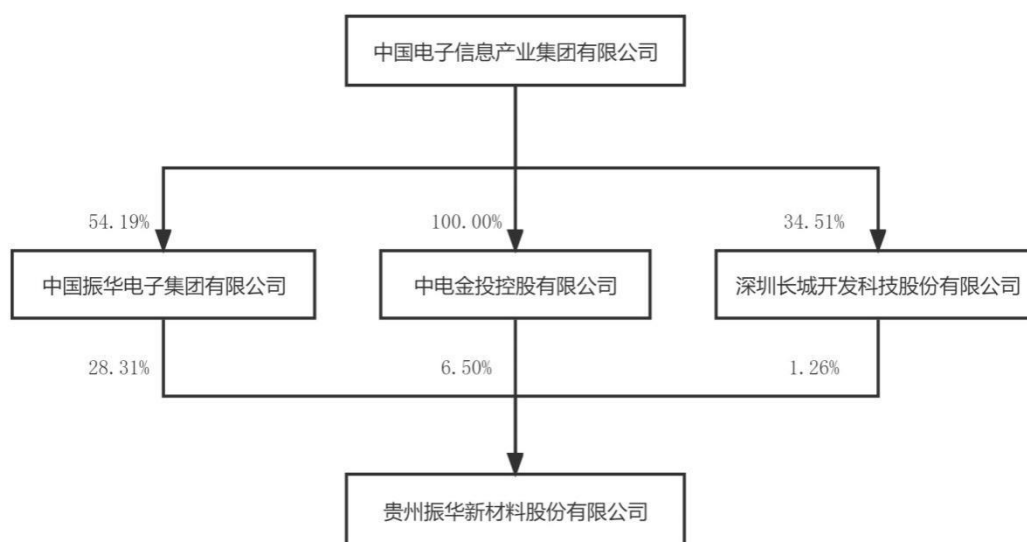 中国电子信息产业集团有限公司
54.19%
100.00%
34.51%
中国振华电子集团有限公司
中电金投控股有限公司
深圳长城开发科技股份有限公司
28.31%
6.50%
1.26%
贵州振华新材料股份有限公司